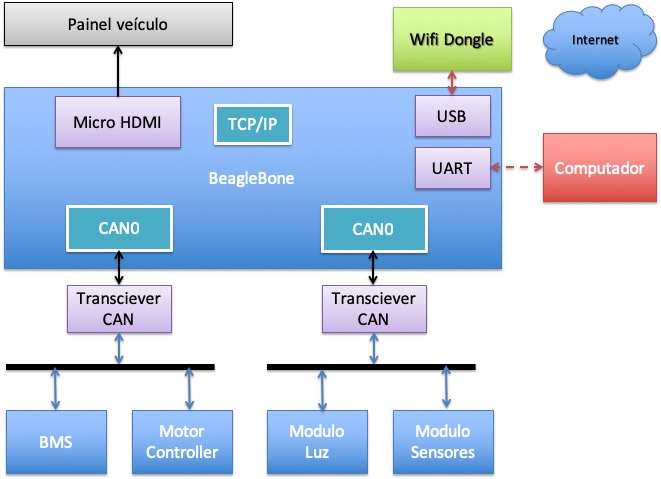 Painel veículo
Wifi Dongle
Internet
Micro HDMI
TCP/IP
USB
UART
Computador
BeagleBone
CAN0
CAN0
Transciever
CAN
Transciever
CAN
BMS
Motor
Controller
Modulo
Luz
Modulo
Sensores